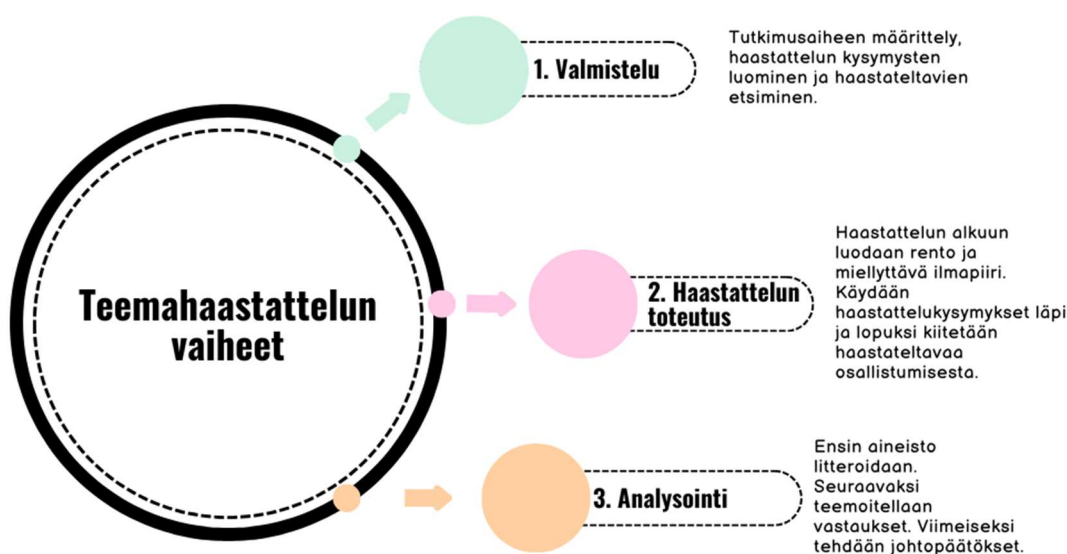 Teemahaastattelun
vaiheet
1. Valmistelu
Tutkimusaiheen määrittely,
haastattelun kysymysten
luominen ja haastateltavien
etsiminen.
2. Haastattelun
toteutus
Haastattelun alkuun
luodaan rento ja
miellyttävä ilmapiiri.
Käydään
haastattelukysymykset läpi
ja lopuksi kiitetään
haastateltavaa
osallistumisesta.
3. Analysointi
Ensin aineisto
litteroidaan.
Seuraavaksi
teemoitellaan
vastaukset. Viimeiseksi
tehdään johtopäätökset.